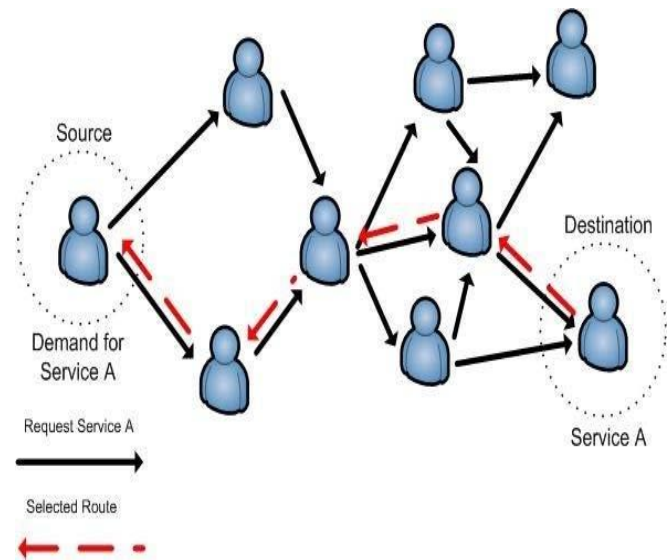 Source
Destination
Demand for
Service A
Service A
Request Service A
Selected Route